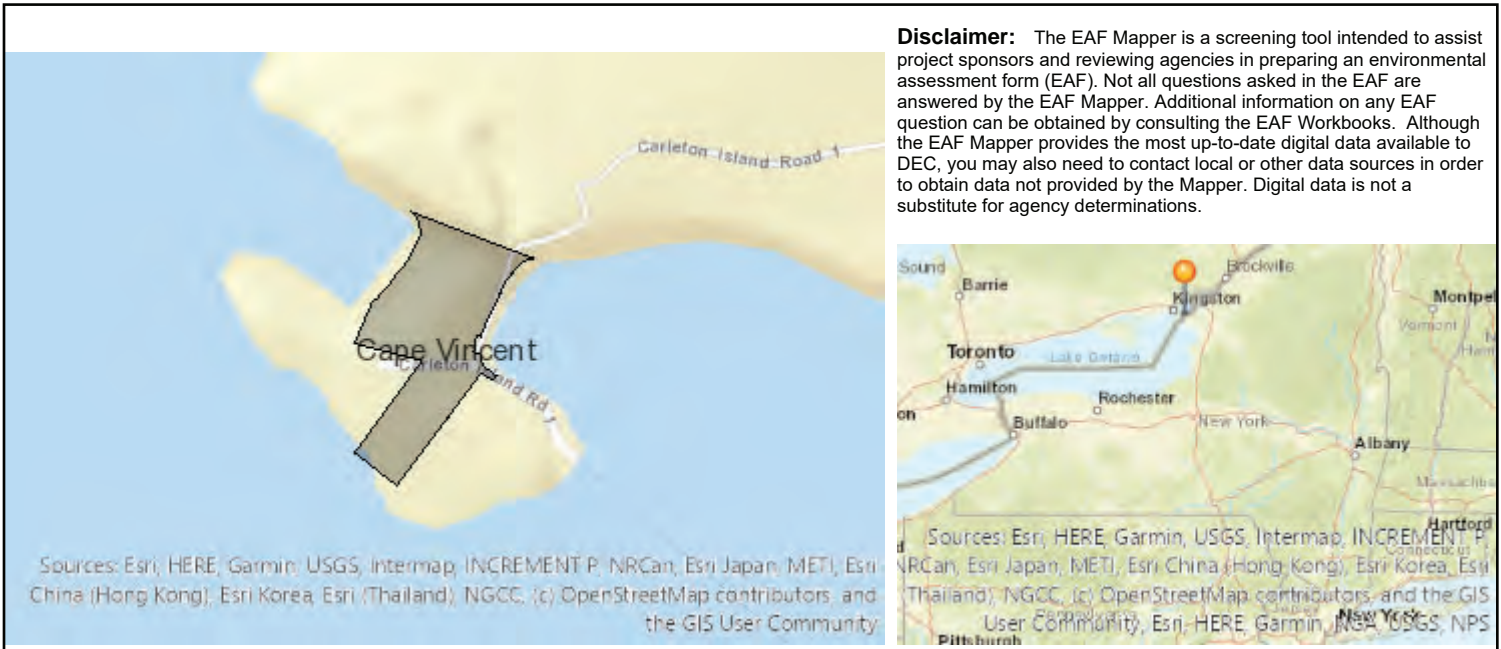 Disclaimer: The EAF Mapper is a screening tool intended to assist
project sponsors and reviewing agencies in preparing an environmental
assessment form (EAF). Not all questions asked in the EAF are
answered by the EAF Mapper. Additional information on any EAF
question can be obtained by consulting the EAF Workbooks. Although
the EAF Mapper provides the most up-to-date digital data available to
DEC, you may also need to contact local or other data sources in order
to obtain data not provided by the Mapper. Digital data is not a
substitute for agency determinations.
Carleton Island Road 1
Cape Vincent
Carleton Island Rd 1
Sources: Esri, HERE, Garmin, USGS, Intermap, INCREMENT P, NRCan, Esri Japan, METI, Esri
China (Hong Kong), Esri Korea, Esri (Thailand), NGCC, (c) OpenStreetMap contributors, and
the GIS User Community
Sound
Barrie
Brockville
Kingston
Montpel
Vermont
Toronto
Lake Ontario
Hamilton
Rochester
on
Buffalo
New York
Albany
Massachu
Hartford
Connecticut
Sources: Esri, HERE, Garmin, USGS, Intermap, INCREMENT P,
NRCan, Esri Japan, METI, Esri China (Hong Kong), Esri Korea, Esri
(Thailand), NGCC, (c) OpenStreetMap contributors, and the GIS
Pennsylvania
New York
User Community, Esri, HERE, Garmin, NGA, USGS, NPS
Pittsburgh